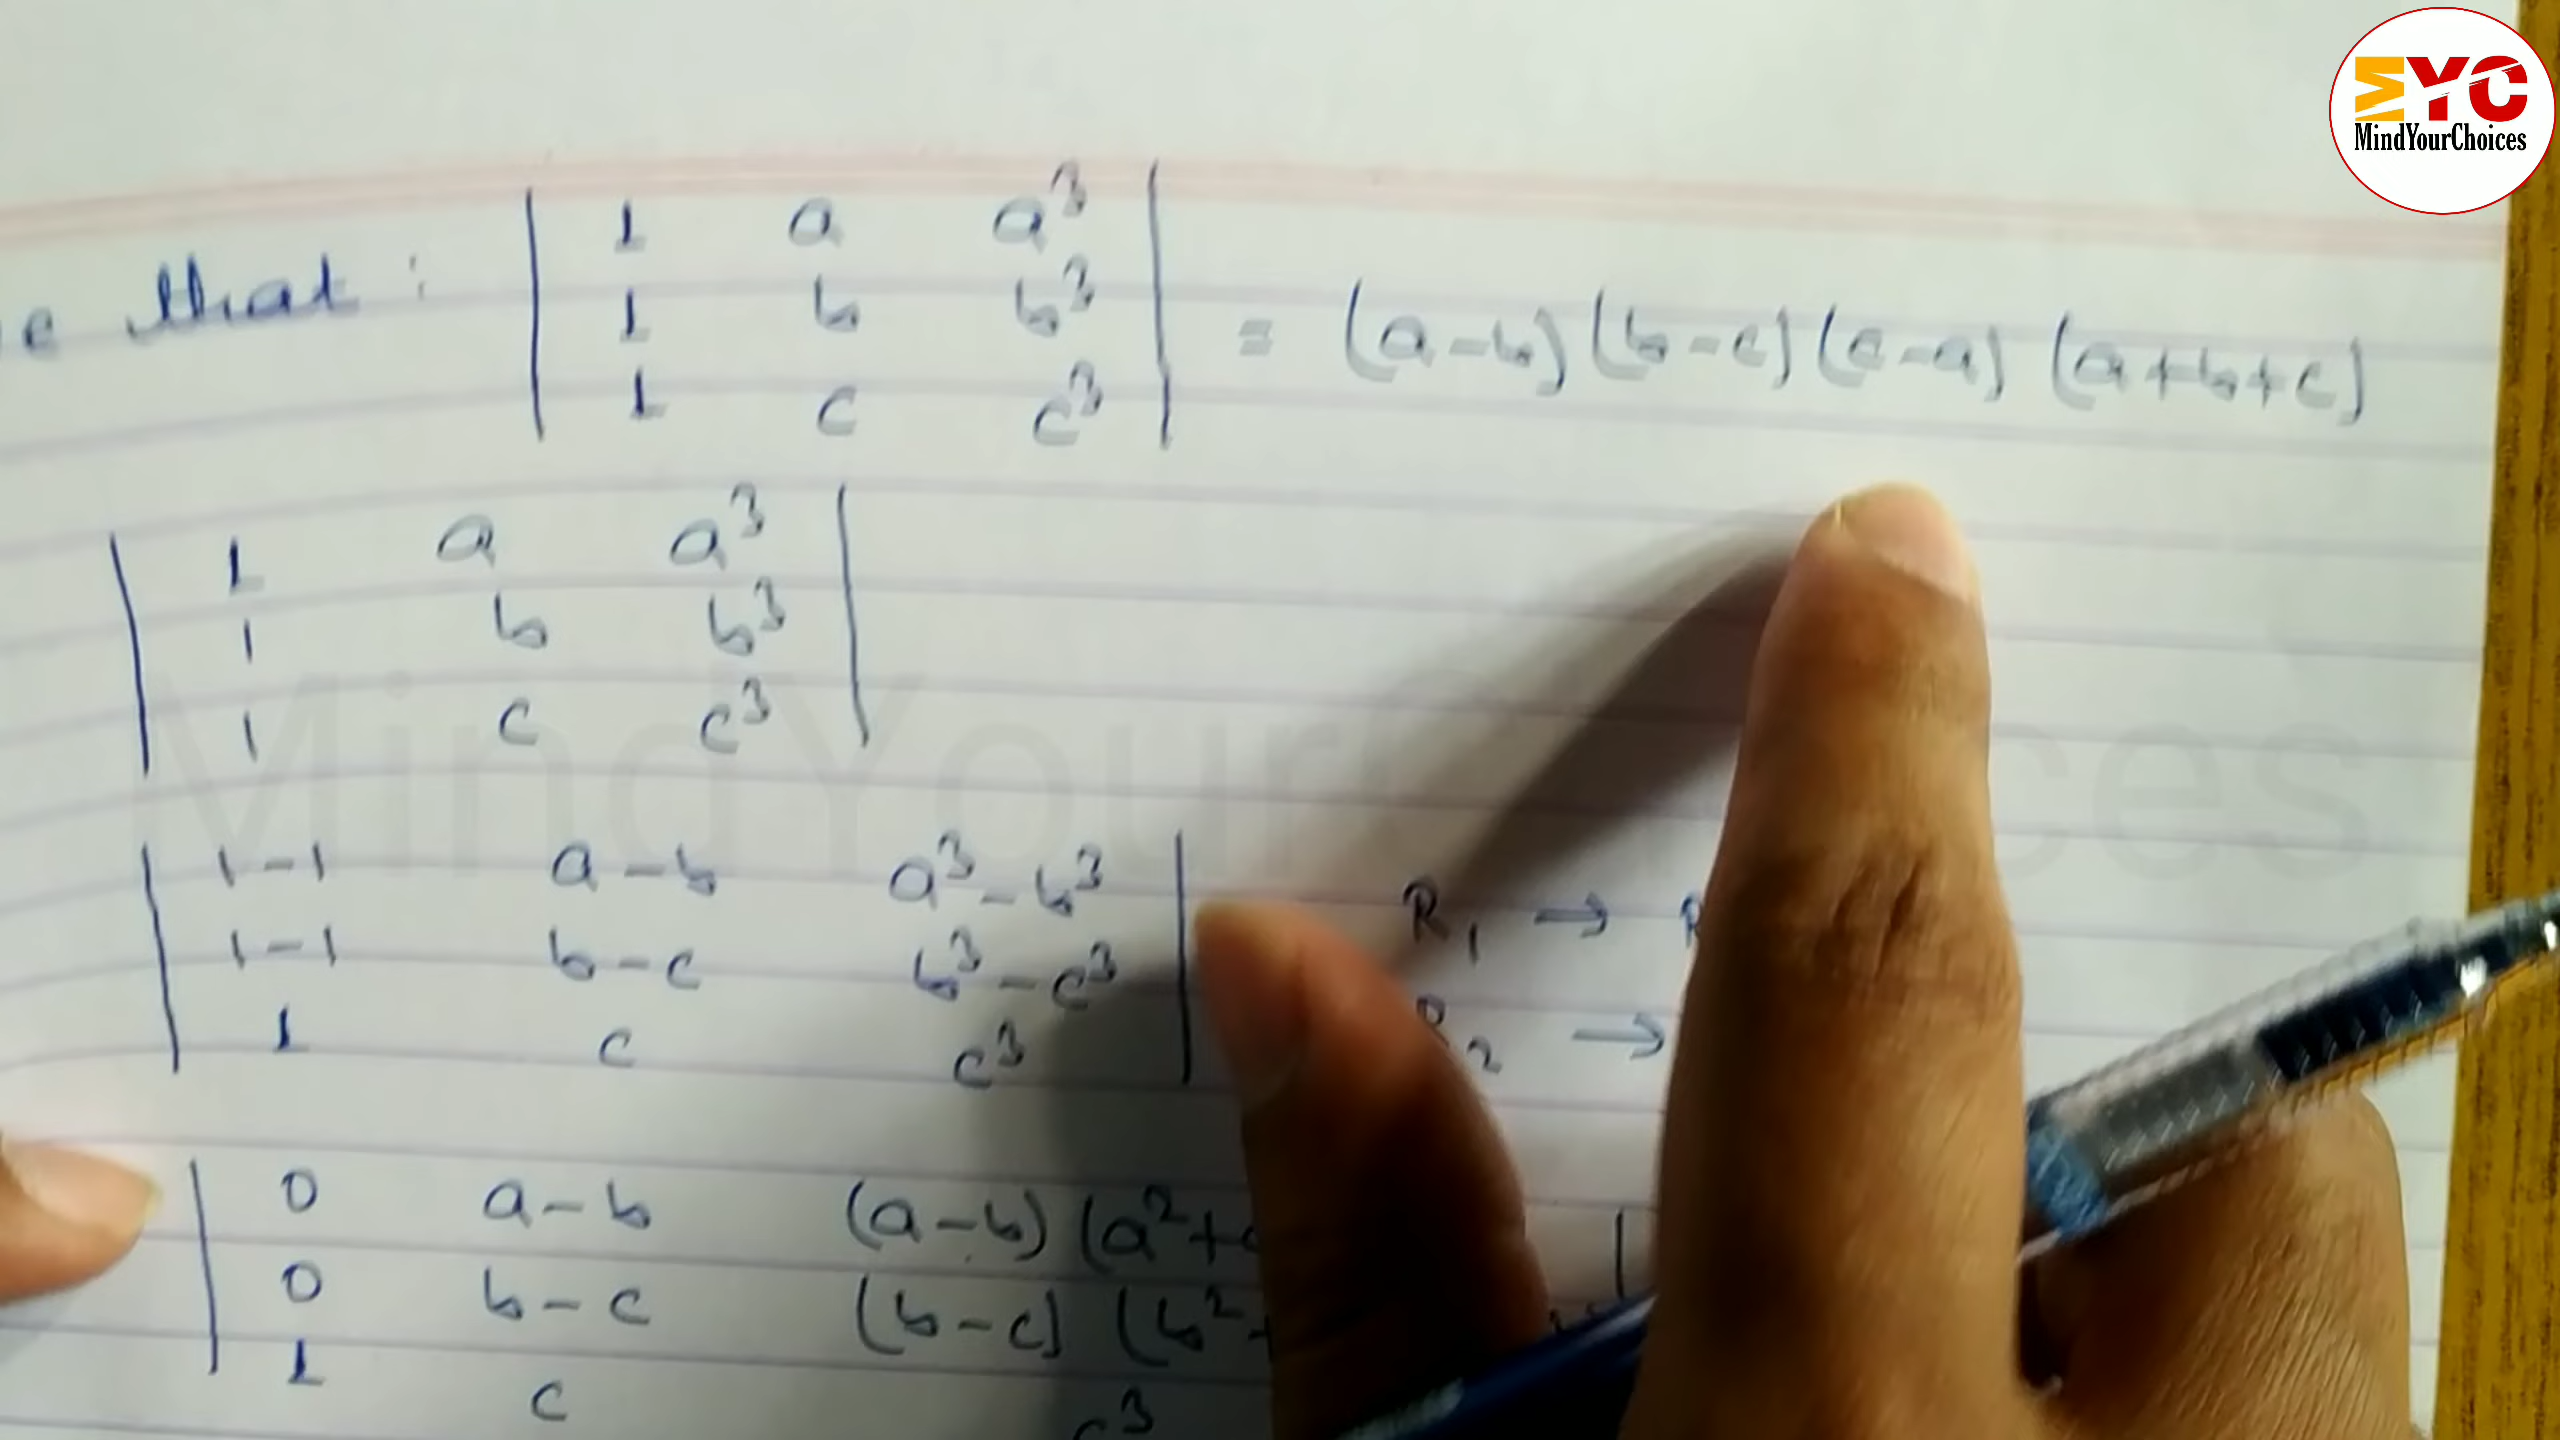 MYC
MindYourChoices
e that : | 1 a a³ |
| 1 b b³ | = (a-b) (b-c) (c-a) (a+b+c)
| 1 c c³ |
| 1 a a³ |
| 1 b b³ |
| 1 c c³ |
| 1-1 a-b a³-b³ | R₁ →
| 1-1 b-c b³-c³ | R₂ →
| 1 c c³ |
| 0 a-b (a-b) (a²+
| 0 b-c (b-c) (b²+
| 1 c c³